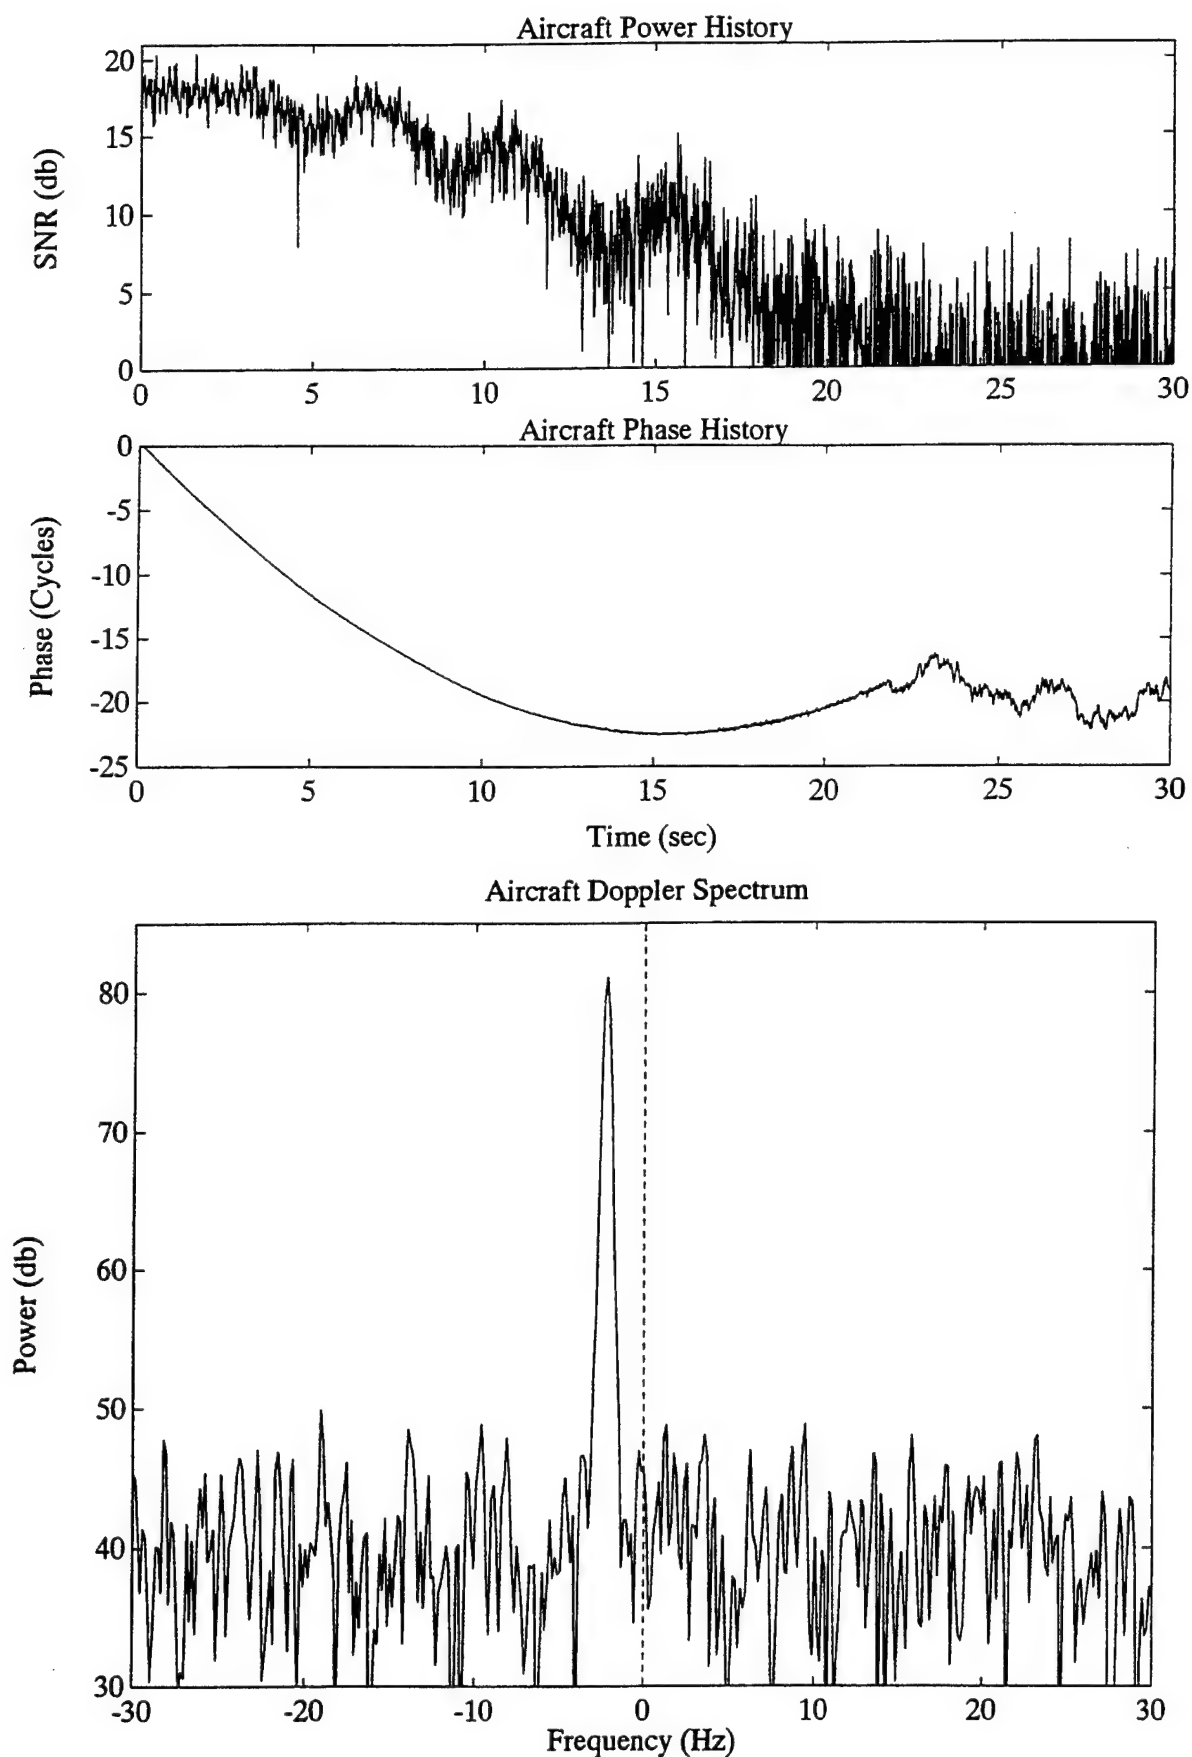 Aircraft Power History
SNR (db)
20
15
10
5
0
0 5 10 15 20 25 30
Aircraft Phase History
Phase (Cycles)
0
-5
-10
-15
-20
-25
0 5 10 15 20 25 30
Time (sec)
Aircraft Doppler Spectrum
Power (db)
80
70
60
50
40
30
-30 -20 -10 0 10 20 30
Frequency (Hz)